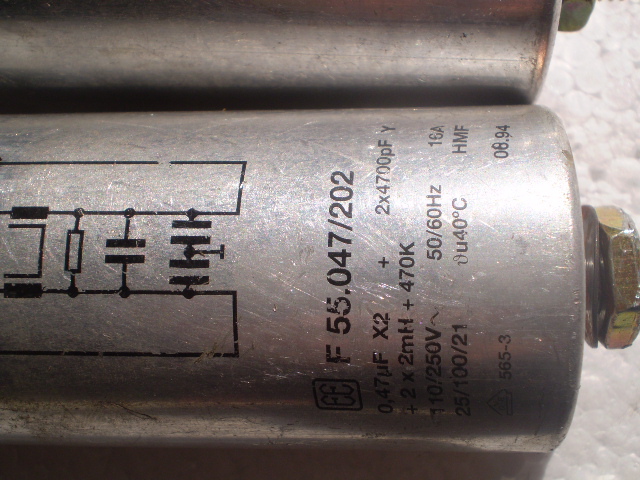 F 55.047/202
0,47µF X2 + 2x4700pF Y
+ 2 x 2mH + 470K
110/250V~ 50/60Hz 16A
25/100/21 ϑu40°C HMF
565-3 08.94